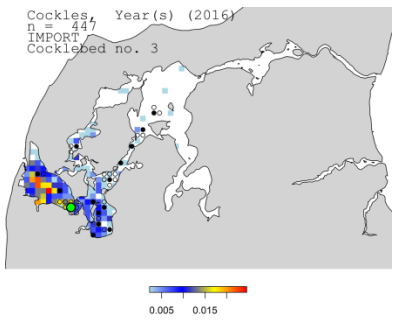 Cockles, Year(s) (2016)
n = 447
IMPORT
Cocklebed no. 3
0.005 0.015